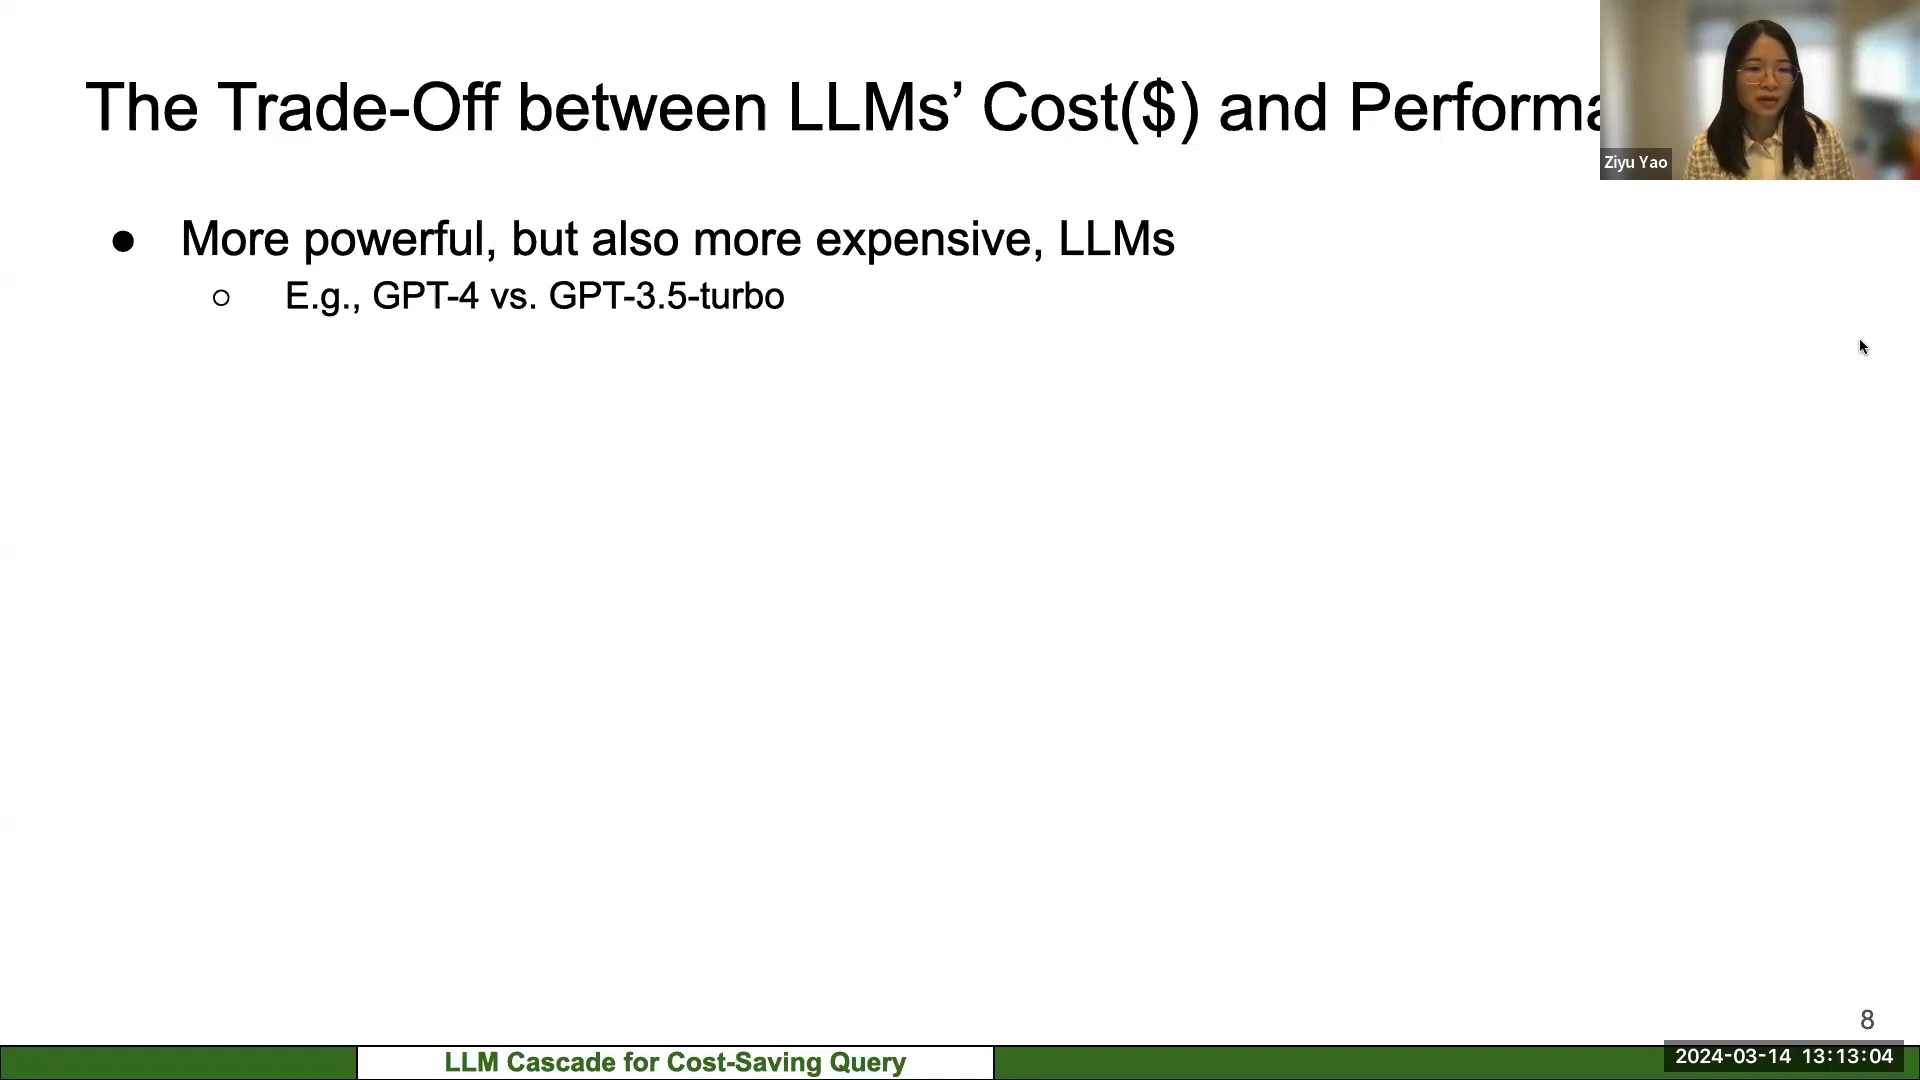 The Trade-Off between LLMs’ Cost($) and Performa
Ziyu Yao
● More powerful, but also more expensive, LLMs
○ E.g., GPT-4 vs. GPT-3.5-turbo
8
LLM Cascade for Cost-Saving Query
2024-03-14 13:13:04